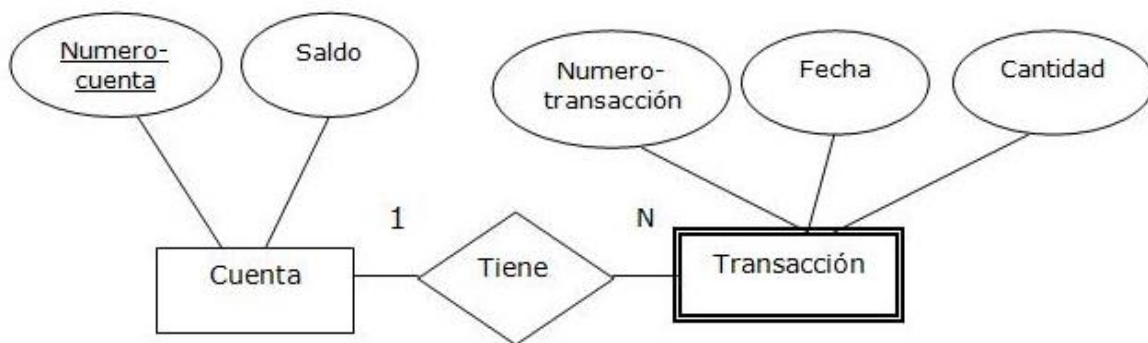 Numero-
cuenta
Saldo
Numero-
transacción
Fecha
Cantidad
1
N
Cuenta
Tiene
Transacción